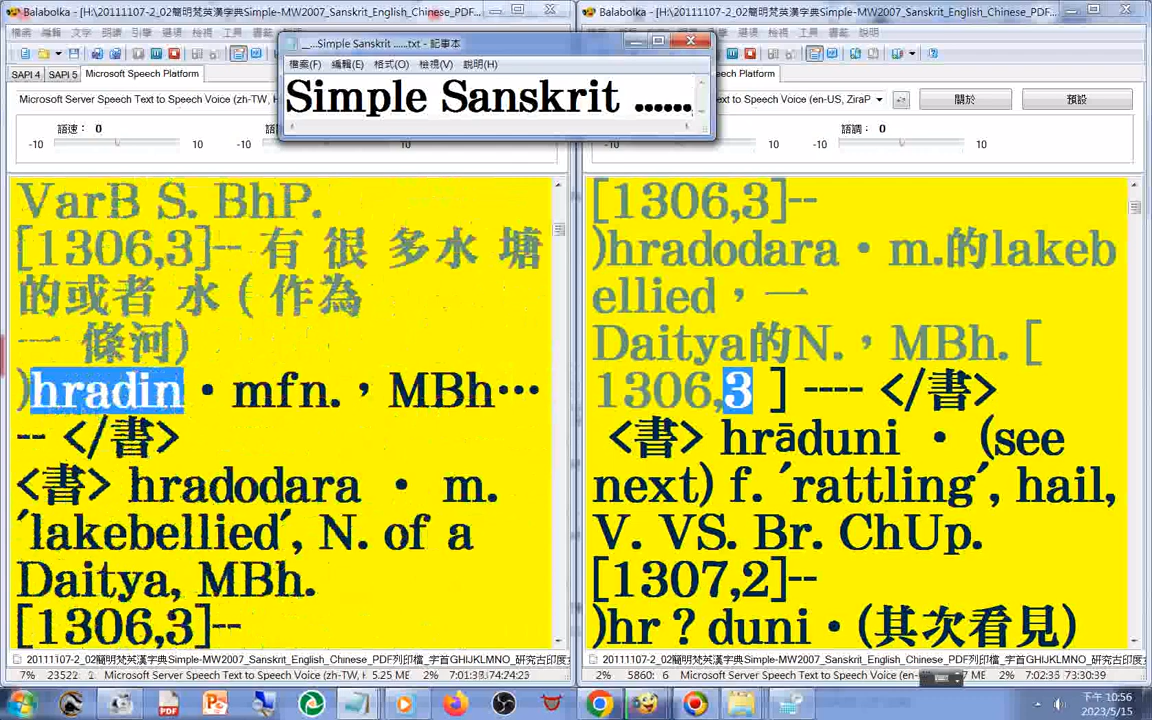 Balabolka - [H:\20111107-2_02簡明梵英漢字典Simple-MW2007_Sanskrit_English_Chinese_PDF...
Balabolka - [H:\20111107-2_02簡明梵英漢字典Simple-MW2007_Sanskrit_English_Chinese_PDF...
__...Simple Sanskrit ......txt - 記事本
檔案(F) 編輯(E) 格式(O) 檢視(V) 說明(H)
Simple Sanskrit ......
SAPI 4 SAPI 5 Microsoft Speech Platform
Microsoft Server Speech Text to Speech Voice (zh-TW, H
ext to Speech Voice (en-US, ZiraP
關於
預設
語速: 0
-10 10
10
語調: 0
-10 10
VarB S. BhP.
[1306,3]-- 有 很 多水 塘
的或者 水 ( 作為
一 條河)
)hradin·mfn.,MBh…
-- </書>
<書> hradodara · m.
'lakebellied', N. of a
Daitya, MBh.
[1306,3]--
[1306,3]--
)hradodara·m.的lakeb
ellied,一
Daitya的N.,MBh. [
1306,3 ] ---- </書>
<書> hrāduni · (see
next) f. 'rattling', hail,
V. VS. Br. ChUp.
[1307,2]--
)hr?duni·(其次看見)
20111107-2_02簡明梵英漢字典Simple-MW2007_Sanskrit_English_Chinese_PDF列印檔_字首GHIJKLMNO_研究古印度
20111107-2_02簡明梵英漢字典Simple-MW2007_Sanskrit_English_Chinese_PDF列印檔_字首GHIJKLMNO_研究古印度
7% 23522 Microsoft Server Speech Text to Speech Voice (zh-TW, 5.25 ME 2%
2% 5860: 6 Microsoft Server Speech Text to Speech Voice (en-U
下午 10:56
2023/5/15